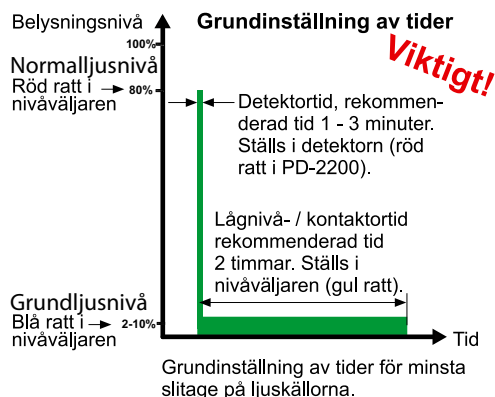 Belysningsnivå
Grundinställning av tider
Viktigt!
100%
Normalljusnivå
Röd ratt i
nivåväljaren
80%
Detektortid, rekommen-
derad tid 1 - 3 minuter.
Ställs i detektorn (röd
ratt i PD-2200).
Lågnivå- / kontaktortid
rekommenderad tid
2 timmar. Ställs i
nivåväljaren (gul ratt).
Grundljusnivå
Blå ratt i
nivåväljaren
2-10%
Tid
Grundinställning av tider för minsta
slitage på ljuskällorna.